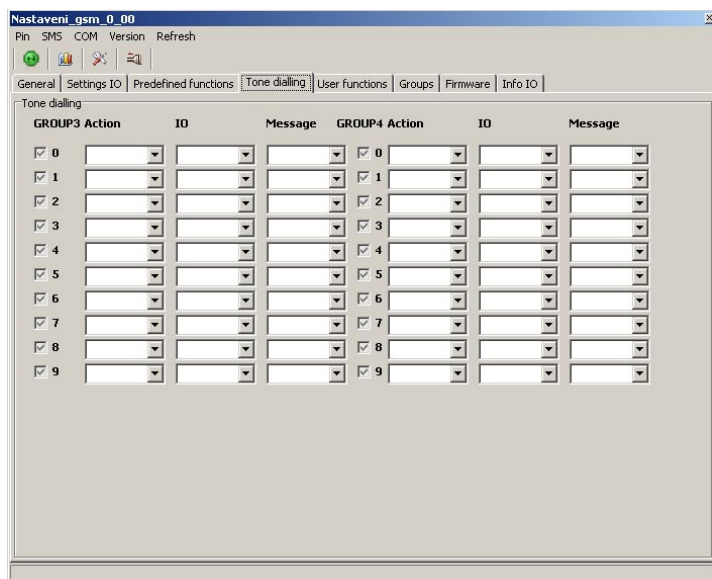 Nastaveni_gsm_0_00
Pin SMS COM Version Refresh
General Settings IO Predefined functions Tone dialling User functions Groups Firmware Info IO
Tone dialling
GROUP3 Action IO Message GROUP4 Action IO Message
0 0
1 1
2 2
3 3
4 4
5 5
6 6
7 7
8 8
9 9